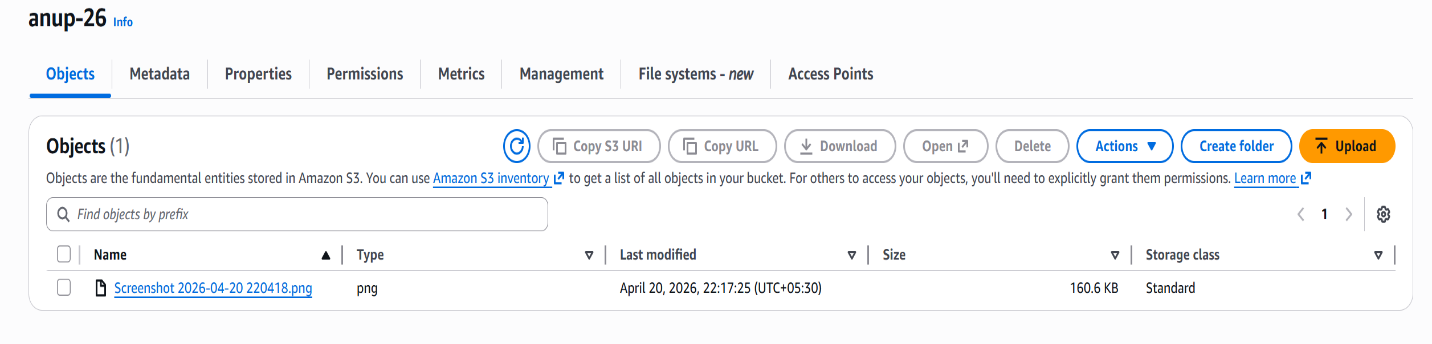 anup-26 Info
Objects Metadata Properties Permissions Metrics Management File systems - new Access Points
Objects (1) Copy S3 URI Copy URL Download Open Delete Actions Create folder Upload
Objects are the fundamental entities stored in Amazon S3. You can use Amazon S3 inventory to get a list of all objects in your bucket. For others to access your objects, you'll need to explicitly grant them permissions. Learn more
Find objects by prefix 1
Name Type Last modified Size Storage class
Screenshot 2026-04-20 220418.png png April 20, 2026, 22:17:25 (UTC+05:30) 160.6 KB Standard